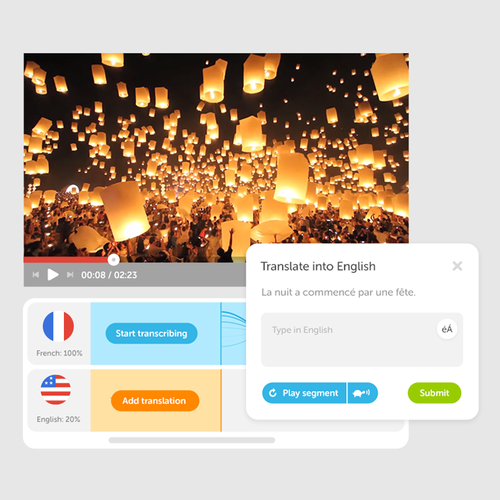 00:08 / 02:23
Translate into English
La nuit a commencé par une fête.
Type in English
éÁ
Play segment
Submit
Start transcribing
French: 100%
Add translation
English: 20%